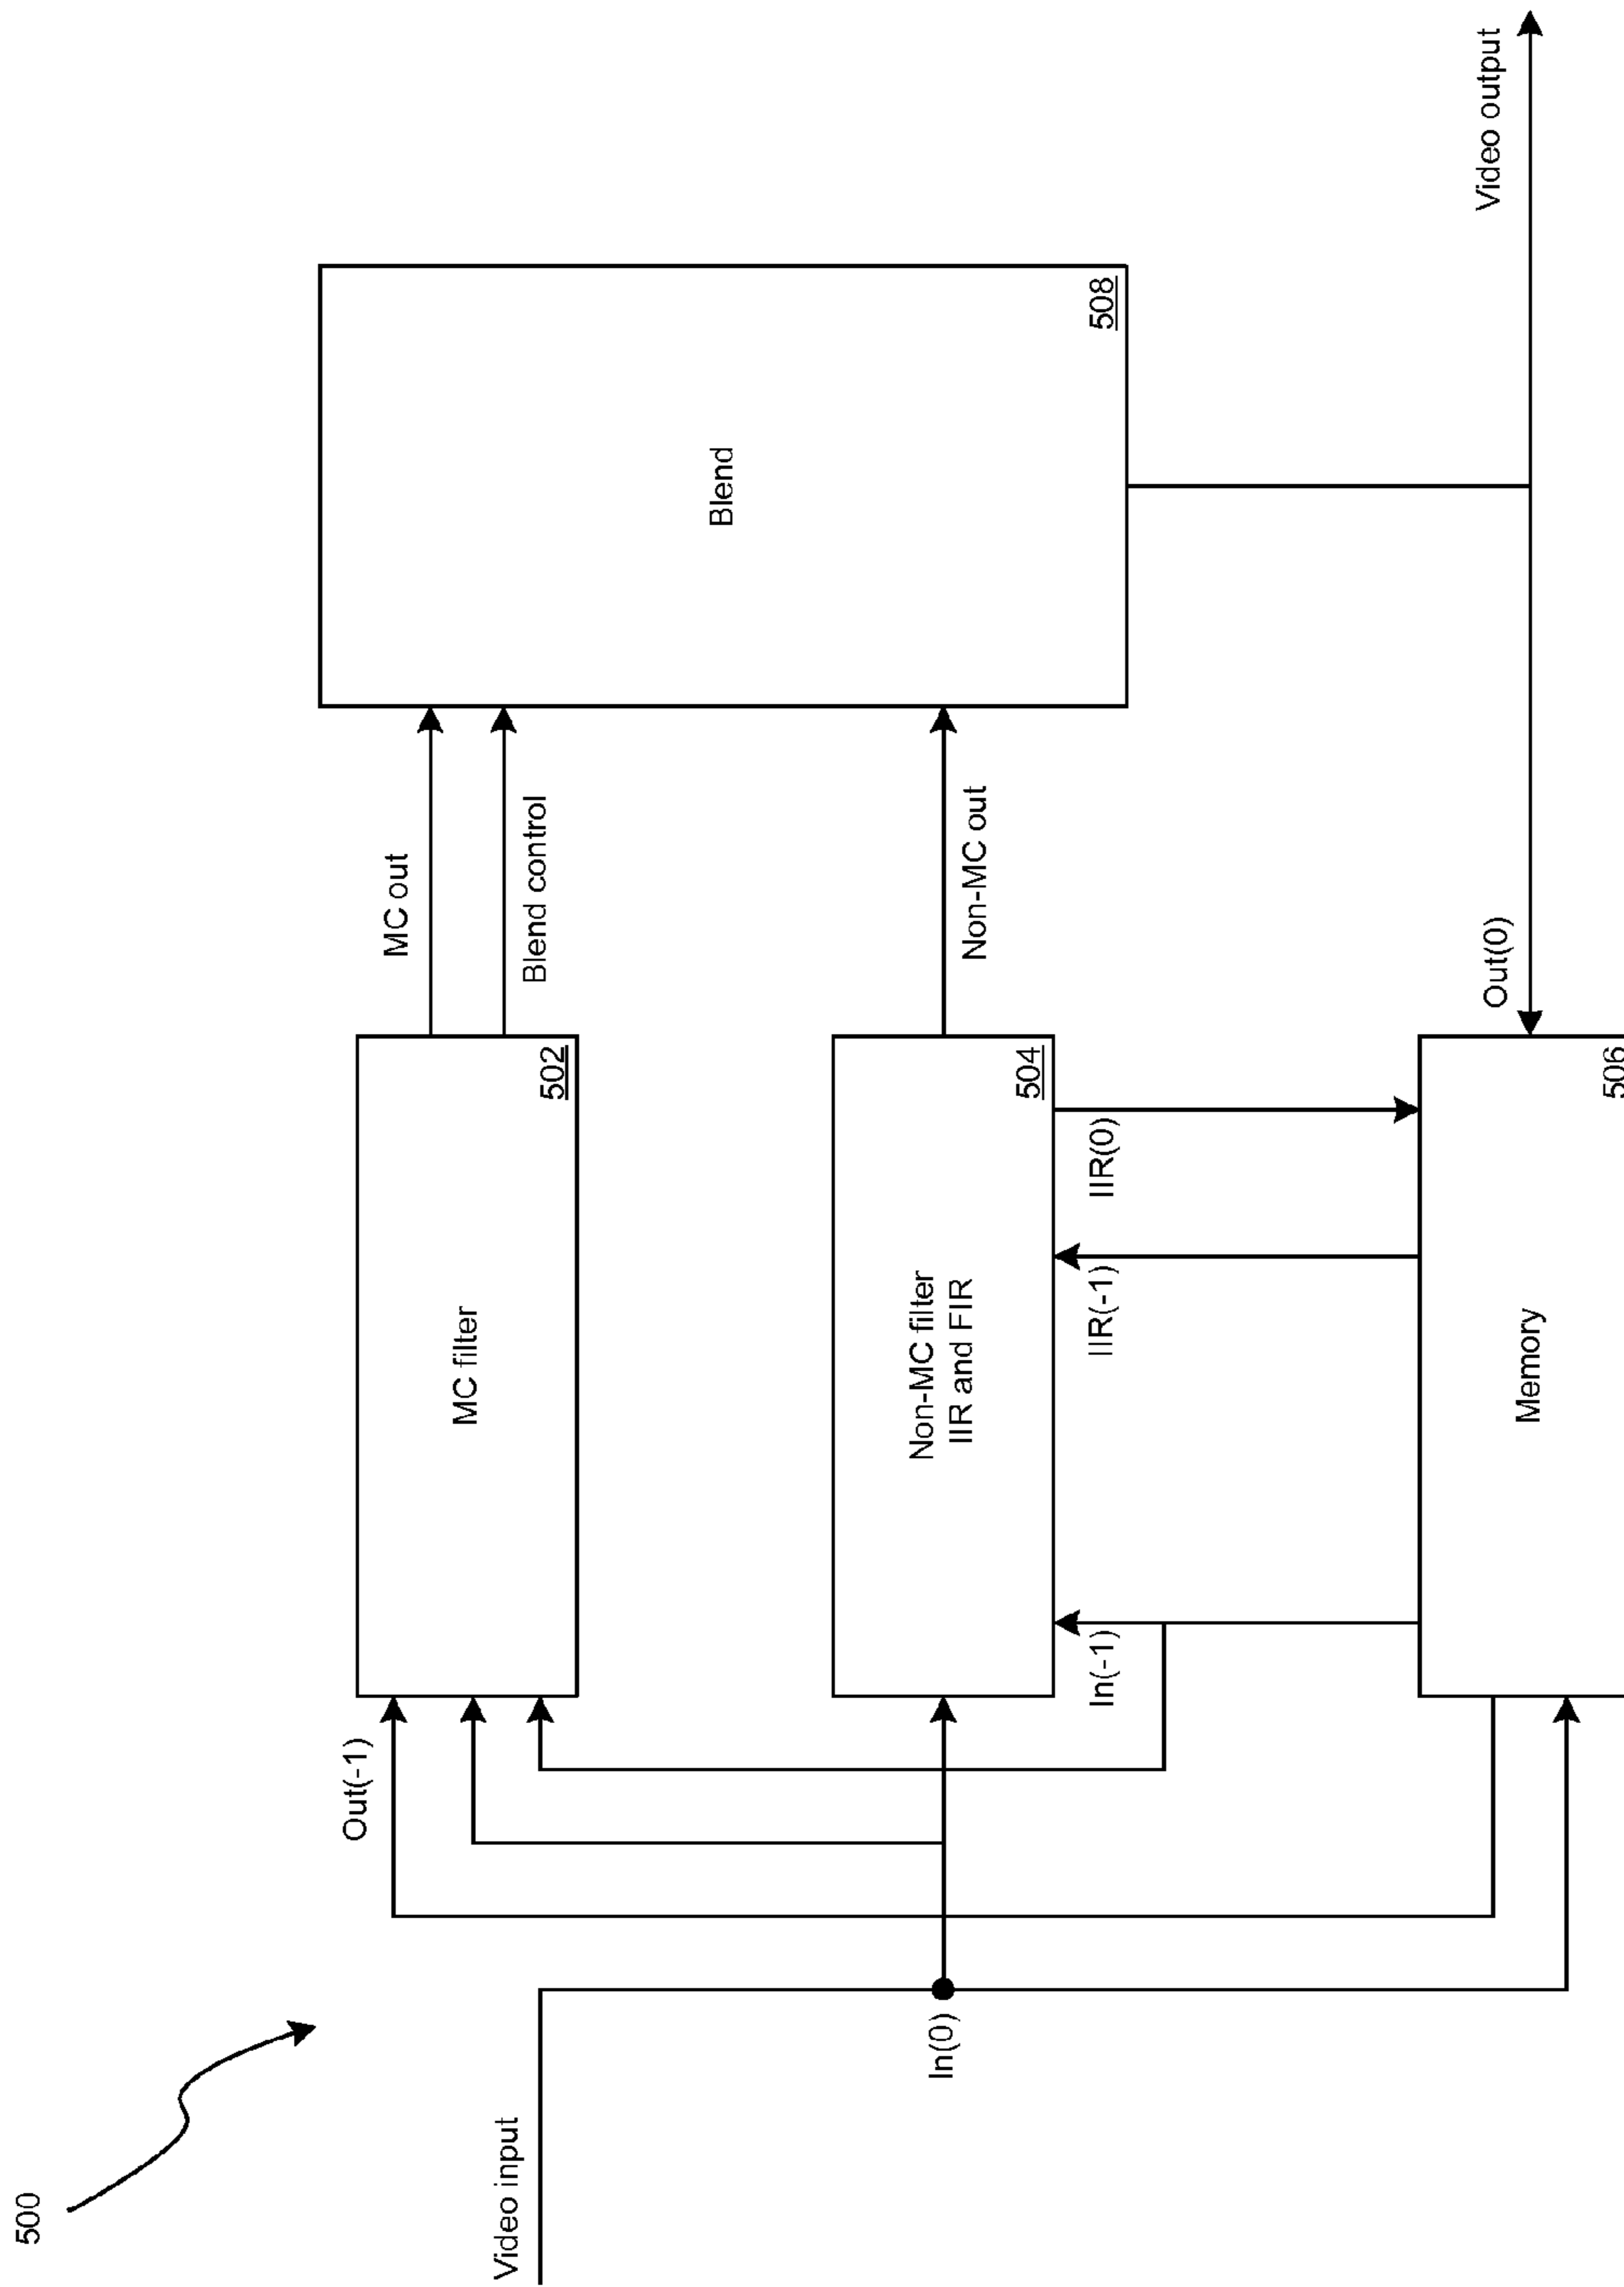 500
Video input
In(0)
Out(-1)
MC filter
502
MC out
Blend control
Non-MC filter
IIR and FIR
504
Non-MC out
In(-1)
IIR(-1)
IIR(0)
Blend
508
Memory
506
Out(0)
Video output